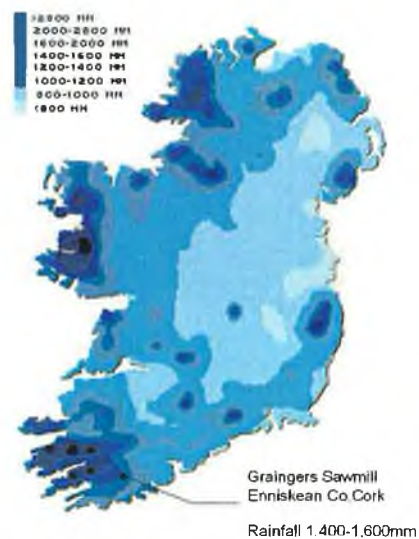 >2800 MM
2000-2800 MM
1600-2000 MM
1400-1600 MM
1200-1400 MM
1000-1200 MM
800-1000 MM
<800 MM
Graingers Sawmill
Enniskean Co.Cork
Rainfall 1.400-1,600mm